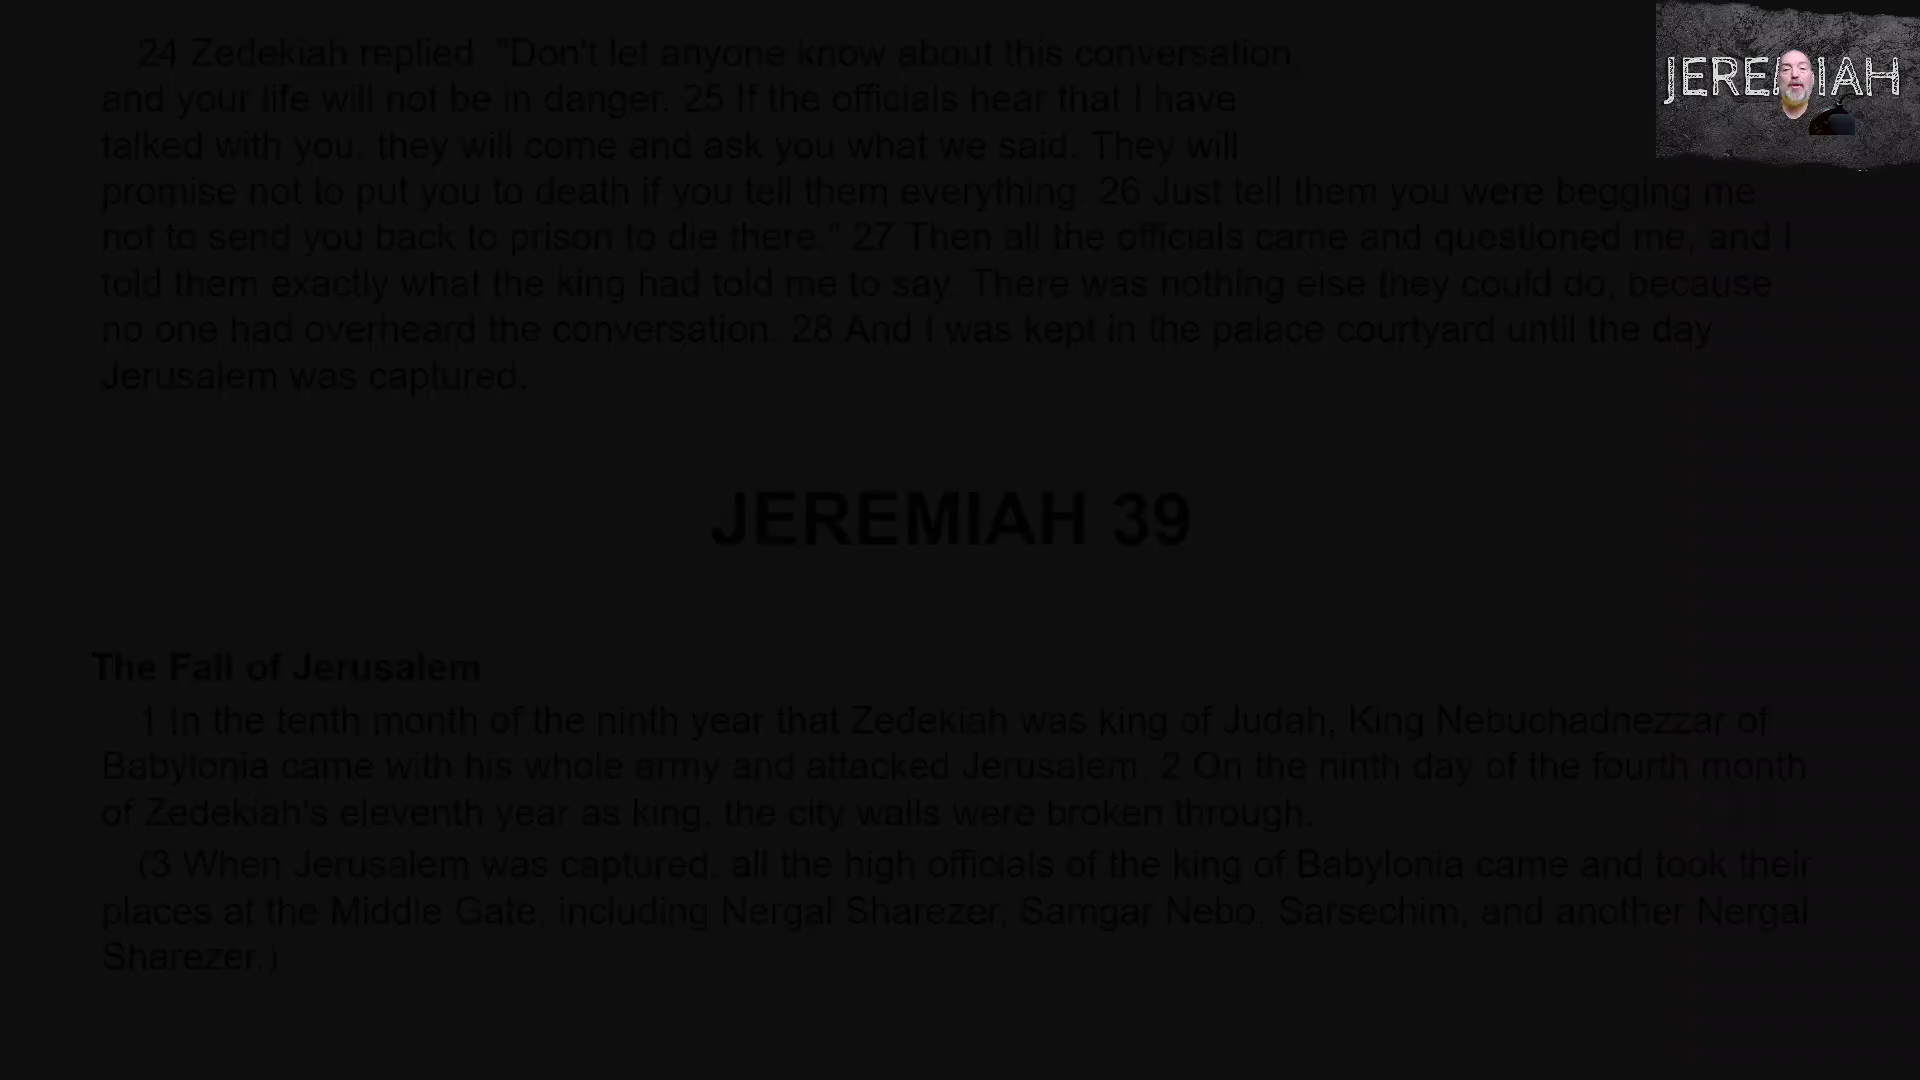 24 Zedekiah replied, "Don't let anyone know about this conversation,
and your life will not be in danger. 25 If the officials hear that I have
talked with you, they will come and ask you what we said. They will
promise not to put you to death if you tell them everything. 26 Just tell them you were begging me
not to send you back to prison to die there." 27 Then all the officials came and questioned me, and I
told them exactly what the king had told me to say. There was nothing else they could do, because
no one had overheard the conversation. 28 And I was kept in the palace courtyard until the day
Jerusalem was captured.
JEREMIAH
JEREMIAH 39
The Fall of Jerusalem
1 In the tenth month of the ninth year that Zedekiah was king of Judah, King Nebuchadnezzar of
Babylonia came with his whole army and attacked Jerusalem. 2 On the ninth day of the fourth month
of Zedekiah's eleventh year as king, the city walls were broken through.
(3 When Jerusalem was captured, all the high officials of the king of Babylonia came and took their
places at the Middle Gate, including Nergal Sharezer, Samgar Nebo, Sarsechim, and another Nergal
Sharezer.)